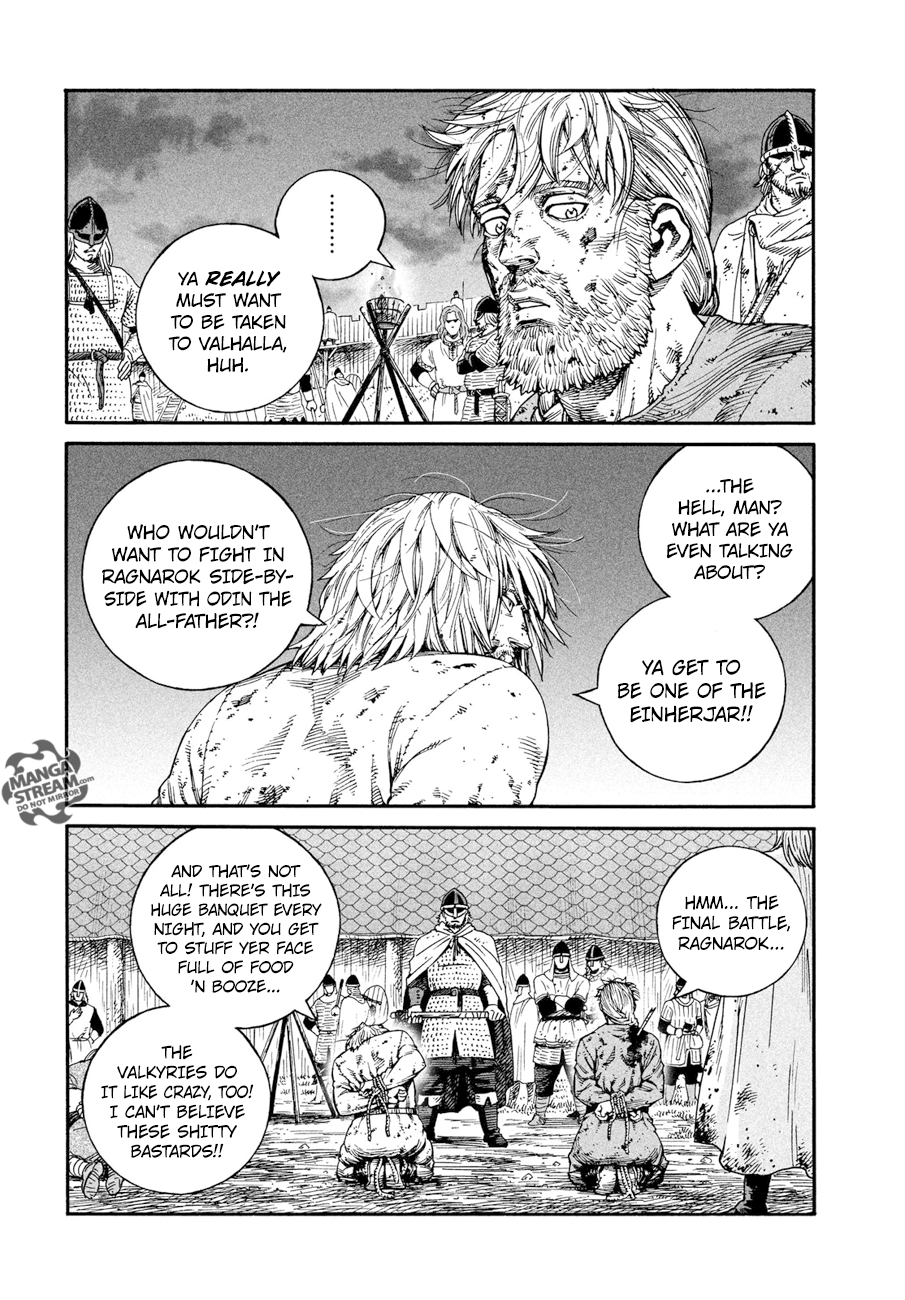 .........
YA REALLY
MUST WANT
TO BE TAKEN
TO VALHALLA,
HUH.
...THE
HELL, MAN?
WHAT ARE YA
EVEN TALKING
ABOUT?
YA GET TO
BE ONE OF THE
EINHERJAR!!
WHO WOULDN'T
WANT TO FIGHT IN
RAGNAROK SIDE-BY-
SIDE WITH ODIN THE
ALL-FATHER?!
MANGA
STREAM.com
DO NOT MIRROR
HMM... THE
FINAL BATTLE,
RAGNAROK...
AND THAT'S NOT
ALL! THERE'S THIS
HUGE BANQUET EVERY
NIGHT, AND YOU GET
TO STUFF YER FACE
FULL OF FOOD
'N BOOZE...
THE
VALKYRIES DO
IT LIKE CRAZY, TOO!
I CAN'T BELIEVE
THESE SHITTY
BASTARDS!!